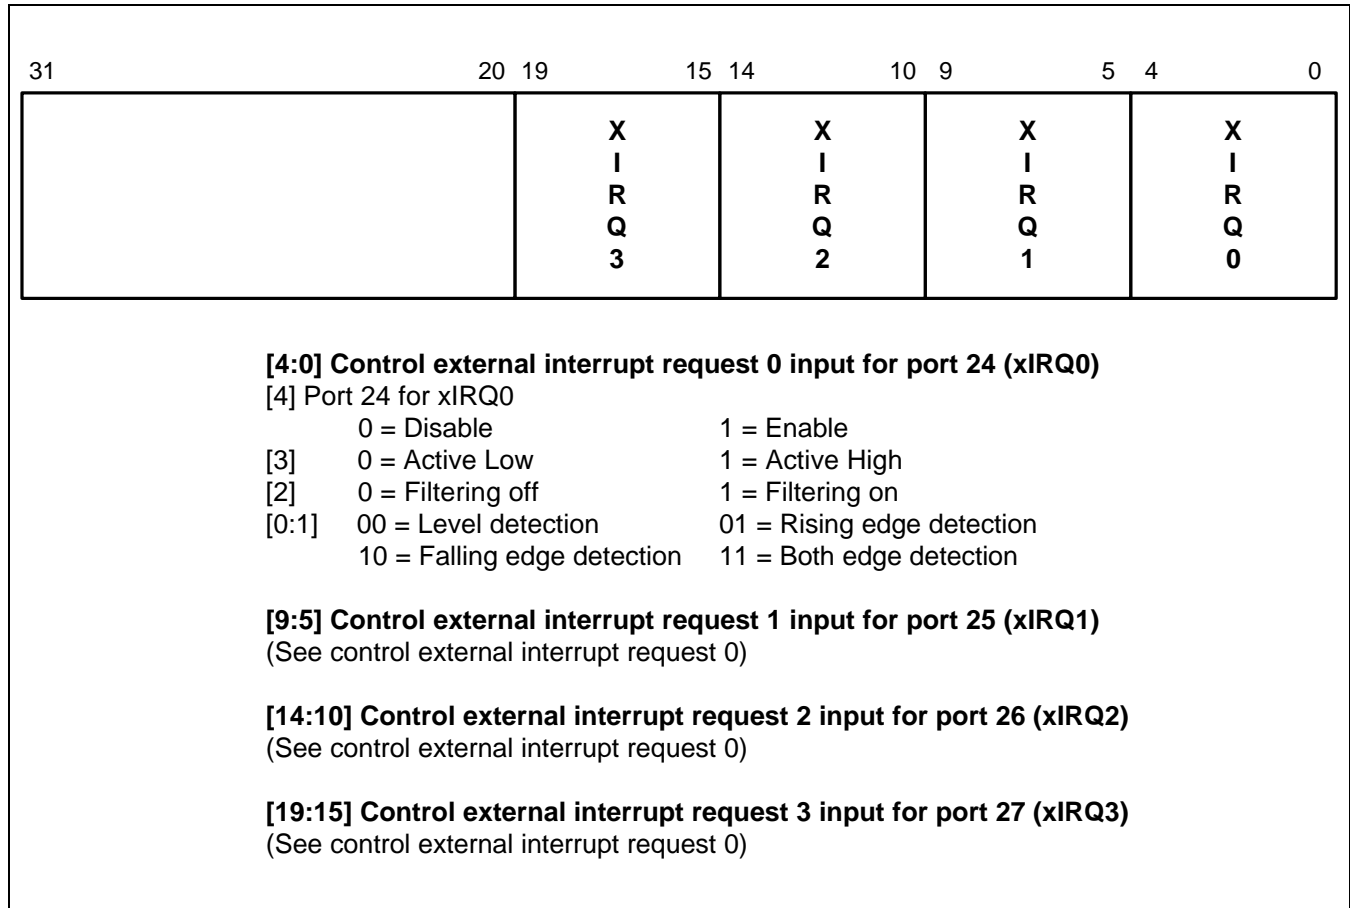 31 20 19 15 14 10 9 5 4 0
X X X X
I I I I
R R R R
Q Q Q Q
3 2 1 0
[4:0] Control external interrupt request 0 input for port 24 (xIRQ0)
[4] Port 24 for xIRQ0
0 = Disable 1 = Enable
[3] 0 = Active Low 1 = Active High
[2] 0 = Filtering off 1 = Filtering on
[0:1] 00 = Level detection 01 = Rising edge detection
10 = Falling edge detection 11 = Both edge detection
[9:5] Control external interrupt request 1 input for port 25 (xIRQ1)
(See control external interrupt request 0)
[14:10] Control external interrupt request 2 input for port 26 (xIRQ2)
(See control external interrupt request 0)
[19:15] Control external interrupt request 3 input for port 27 (xIRQ3)
(See control external interrupt request 0)